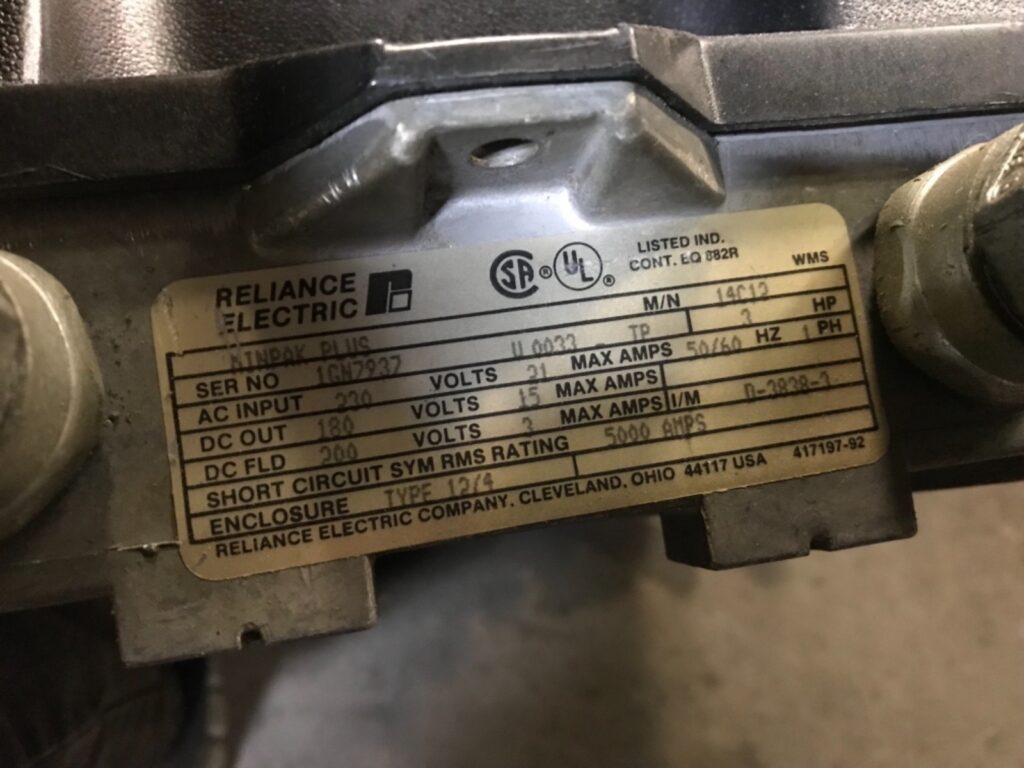 RELIANCE ELECTRIC
SA ® UL ®
LISTED IND. CONT. EQ 882R
WMS
MINPAK PLUS M/N 14C12
SER NO 1GN7937 U 0033 TP 3 HP
AC INPUT 230 VOLTS 21 MAX AMPS 50/60 HZ 1 PH
DC OUT 180 VOLTS 15 MAX AMPS
DC FLD 200 VOLTS 3 MAX AMPS I/M D-3838-3
SHORT CIRCUIT SYM RMS RATING 5000 AMPS
ENCLOSURE TYPE 12/4
RELIANCE ELECTRIC COMPANY. CLEVELAND, OHIO 44117 USA 417197-92